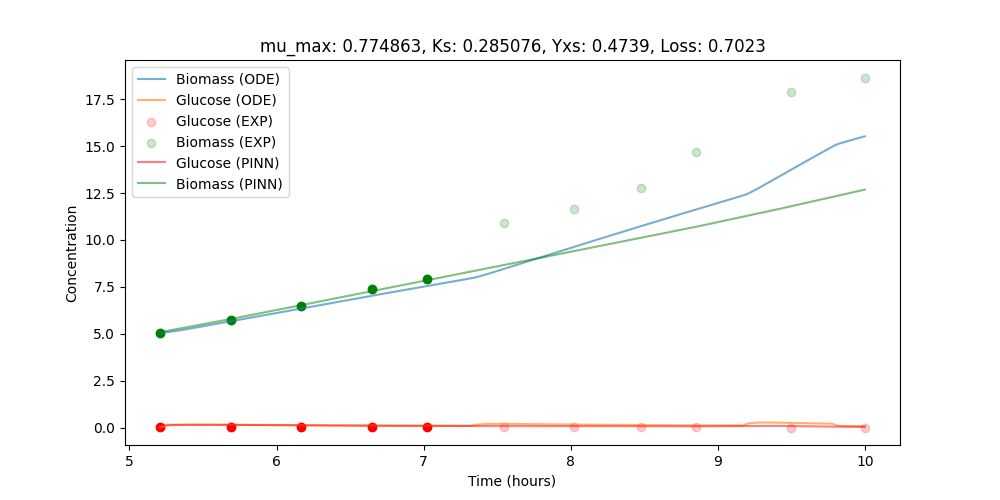 mu_max: 0.774863, Ks: 0.285076, Yxs: 0.4739, Loss: 0.7023
Biomass (ODE)
Glucose (ODE)
Glucose (EXP)
Biomass (EXP)
Glucose (PINN)
Biomass (PINN)
Concentration
17.5
15.0
12.5
10.0
7.5
5.0
2.5
0.0
5 6 7 8 9 10
Time (hours)